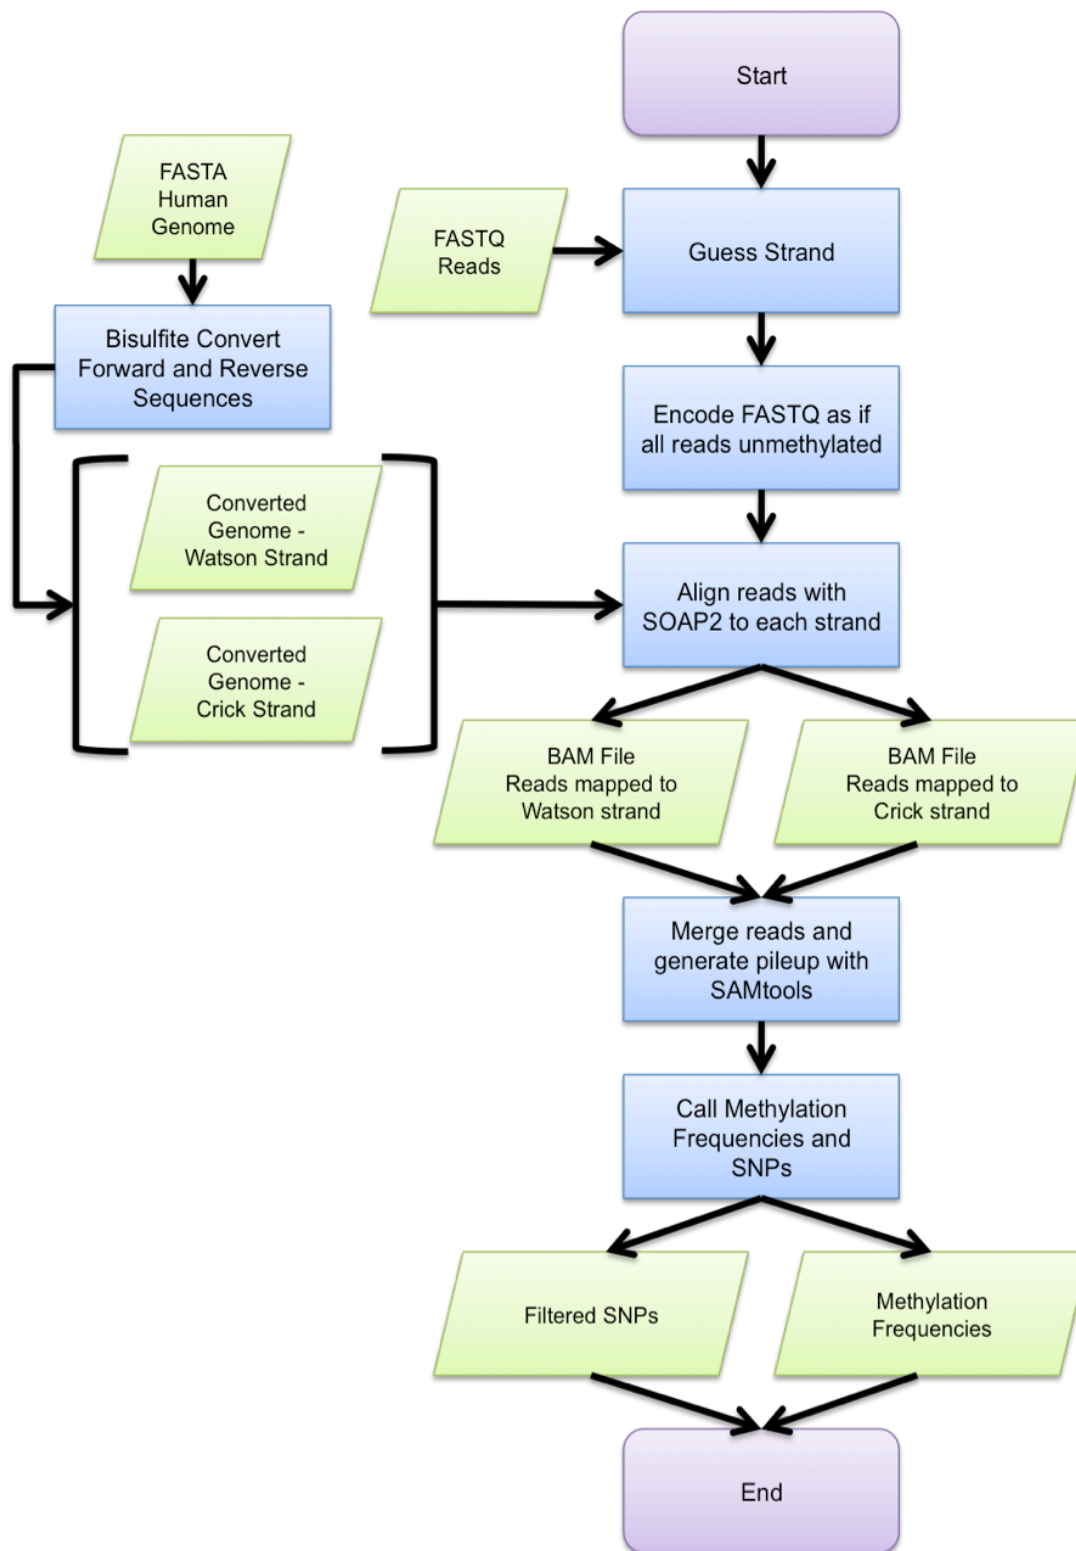 Start
FASTA
Human
Genome
FASTQ
Reads
Guess Strand
Bisulfite Convert
Forward and Reverse
Sequences
Encode FASTQ as if
all reads unmethylated
Converted
Genome -
Watson Strand
Converted
Genome -
Crick Strand
Align reads with
SOAP2 to each strand
BAM File
Reads mapped to
Watson strand
BAM File
Reads mapped to
Crick strand
Merge reads and
generate pileup with
SAMtools
Call Methylation
Frequencies and
SNPs
Filtered SNPs
Methylation
Frequencies
End